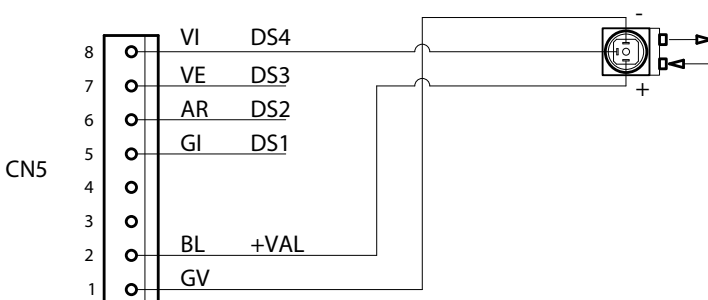 -
8 VI DS4
7 VE DS3
+
6 AR DS2
5 GI DS1
CN5
4
3
2 BL +VAL
1 GV